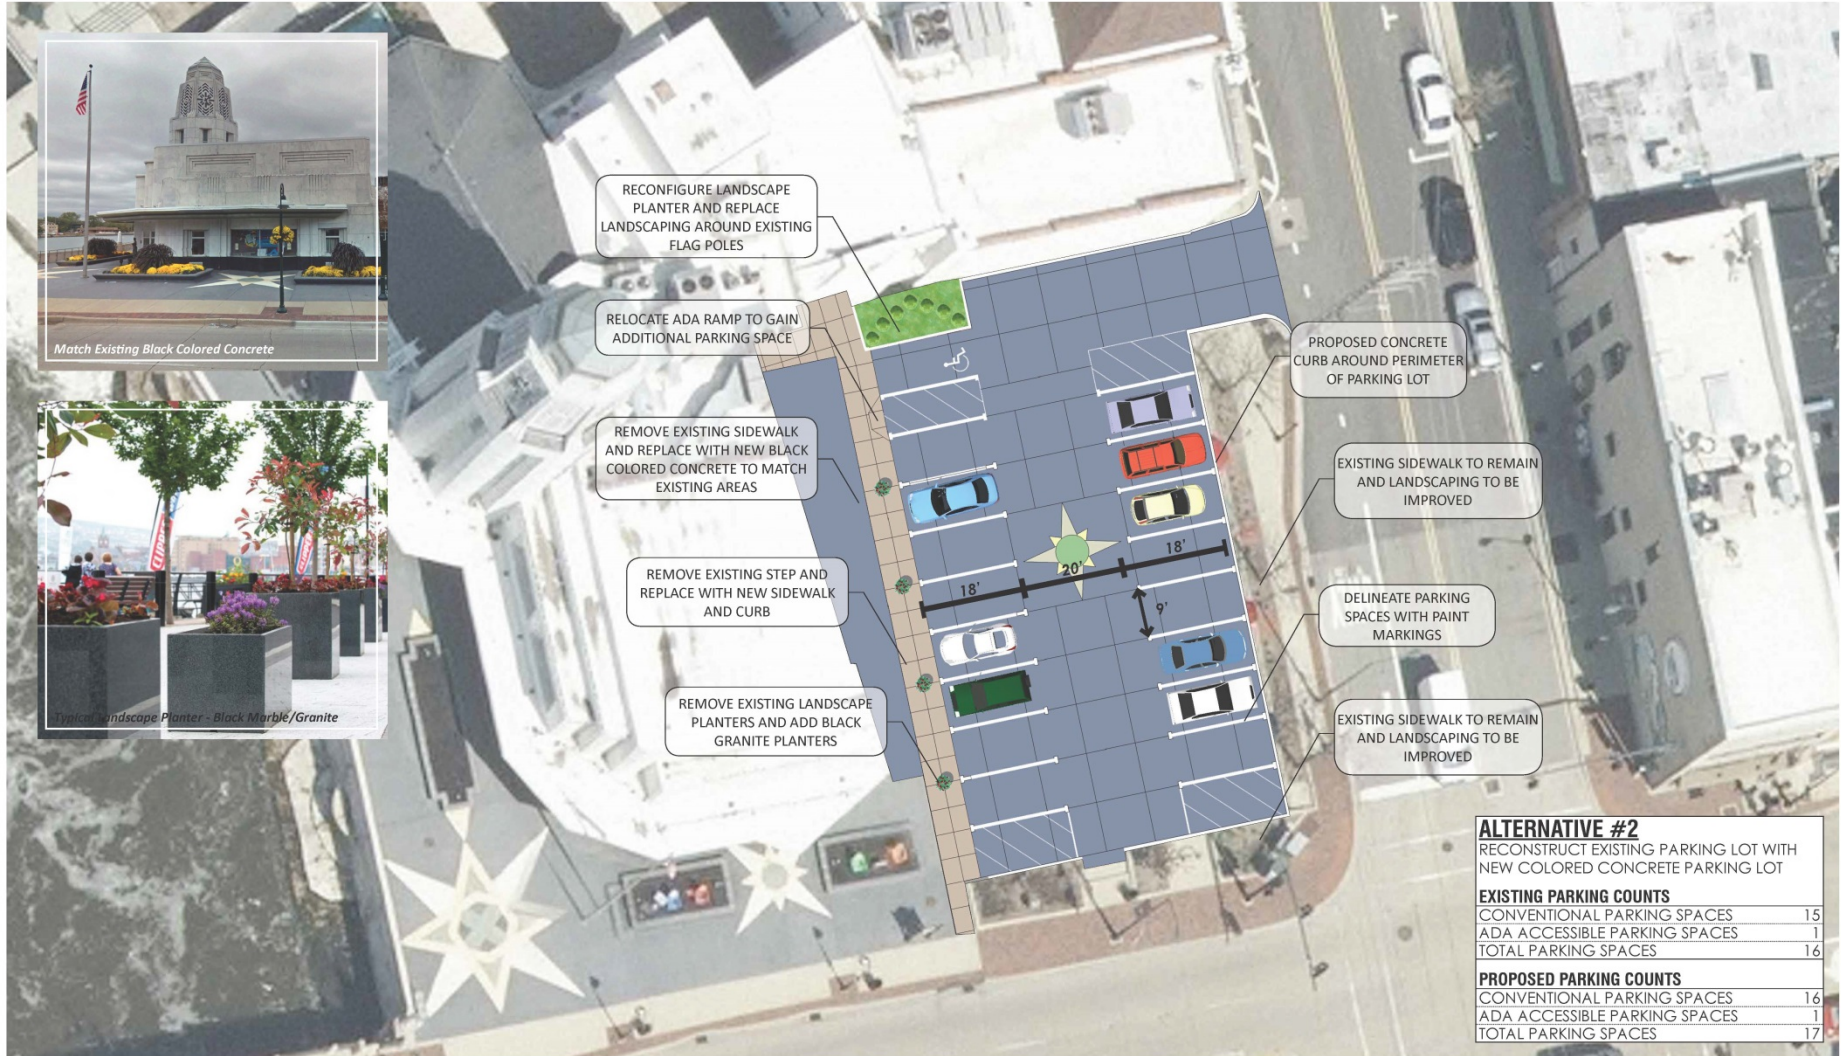 Match Existing Black Colored Concrete
CLIPPER
Typical Landscape Planter - Black Marble/Granite
RECONFIGURE LANDSCAPE
PLANTER AND REPLACE
LANDSCAPING AROUND EXISTING
FLAG POLES
RELOCATE ADA RAMP TO GAIN
ADDITIONAL PARKING SPACE
REMOVE EXISTING SIDEWALK
AND REPLACE WITH NEW BLACK
COLORED CONCRETE TO MATCH
EXISTING AREAS
REMOVE EXISTING STEP AND
REPLACE WITH NEW SIDEWALK
AND CURB
REMOVE EXISTING LANDSCAPE
PLANTERS AND ADD BLACK
GRANITE PLANTERS
18'
20'
18'
9'
PROPOSED CONCRETE
CURB AROUND PERIMETER
OF PARKING LOT
EXISTING SIDEWALK TO REMAIN
AND LANDSCAPING TO BE
IMPROVED
DELINEATE PARKING
SPACES WITH PAINT
MARKINGS
EXISTING SIDEWALK TO REMAIN
AND LANDSCAPING TO BE
IMPROVED
ALTERNATIVE #2
RECONSTRUCT EXISTING PARKING LOT WITH
NEW COLORED CONCRETE PARKING LOT
EXISTING PARKING COUNTS
CONVENTIONAL PARKING SPACES 15
ADA ACCESSIBLE PARKING SPACES 1
TOTAL PARKING SPACES 16
PROPOSED PARKING COUNTS
CONVENTIONAL PARKING SPACES 16
ADA ACCESSIBLE PARKING SPACES 1
TOTAL PARKING SPACES 17